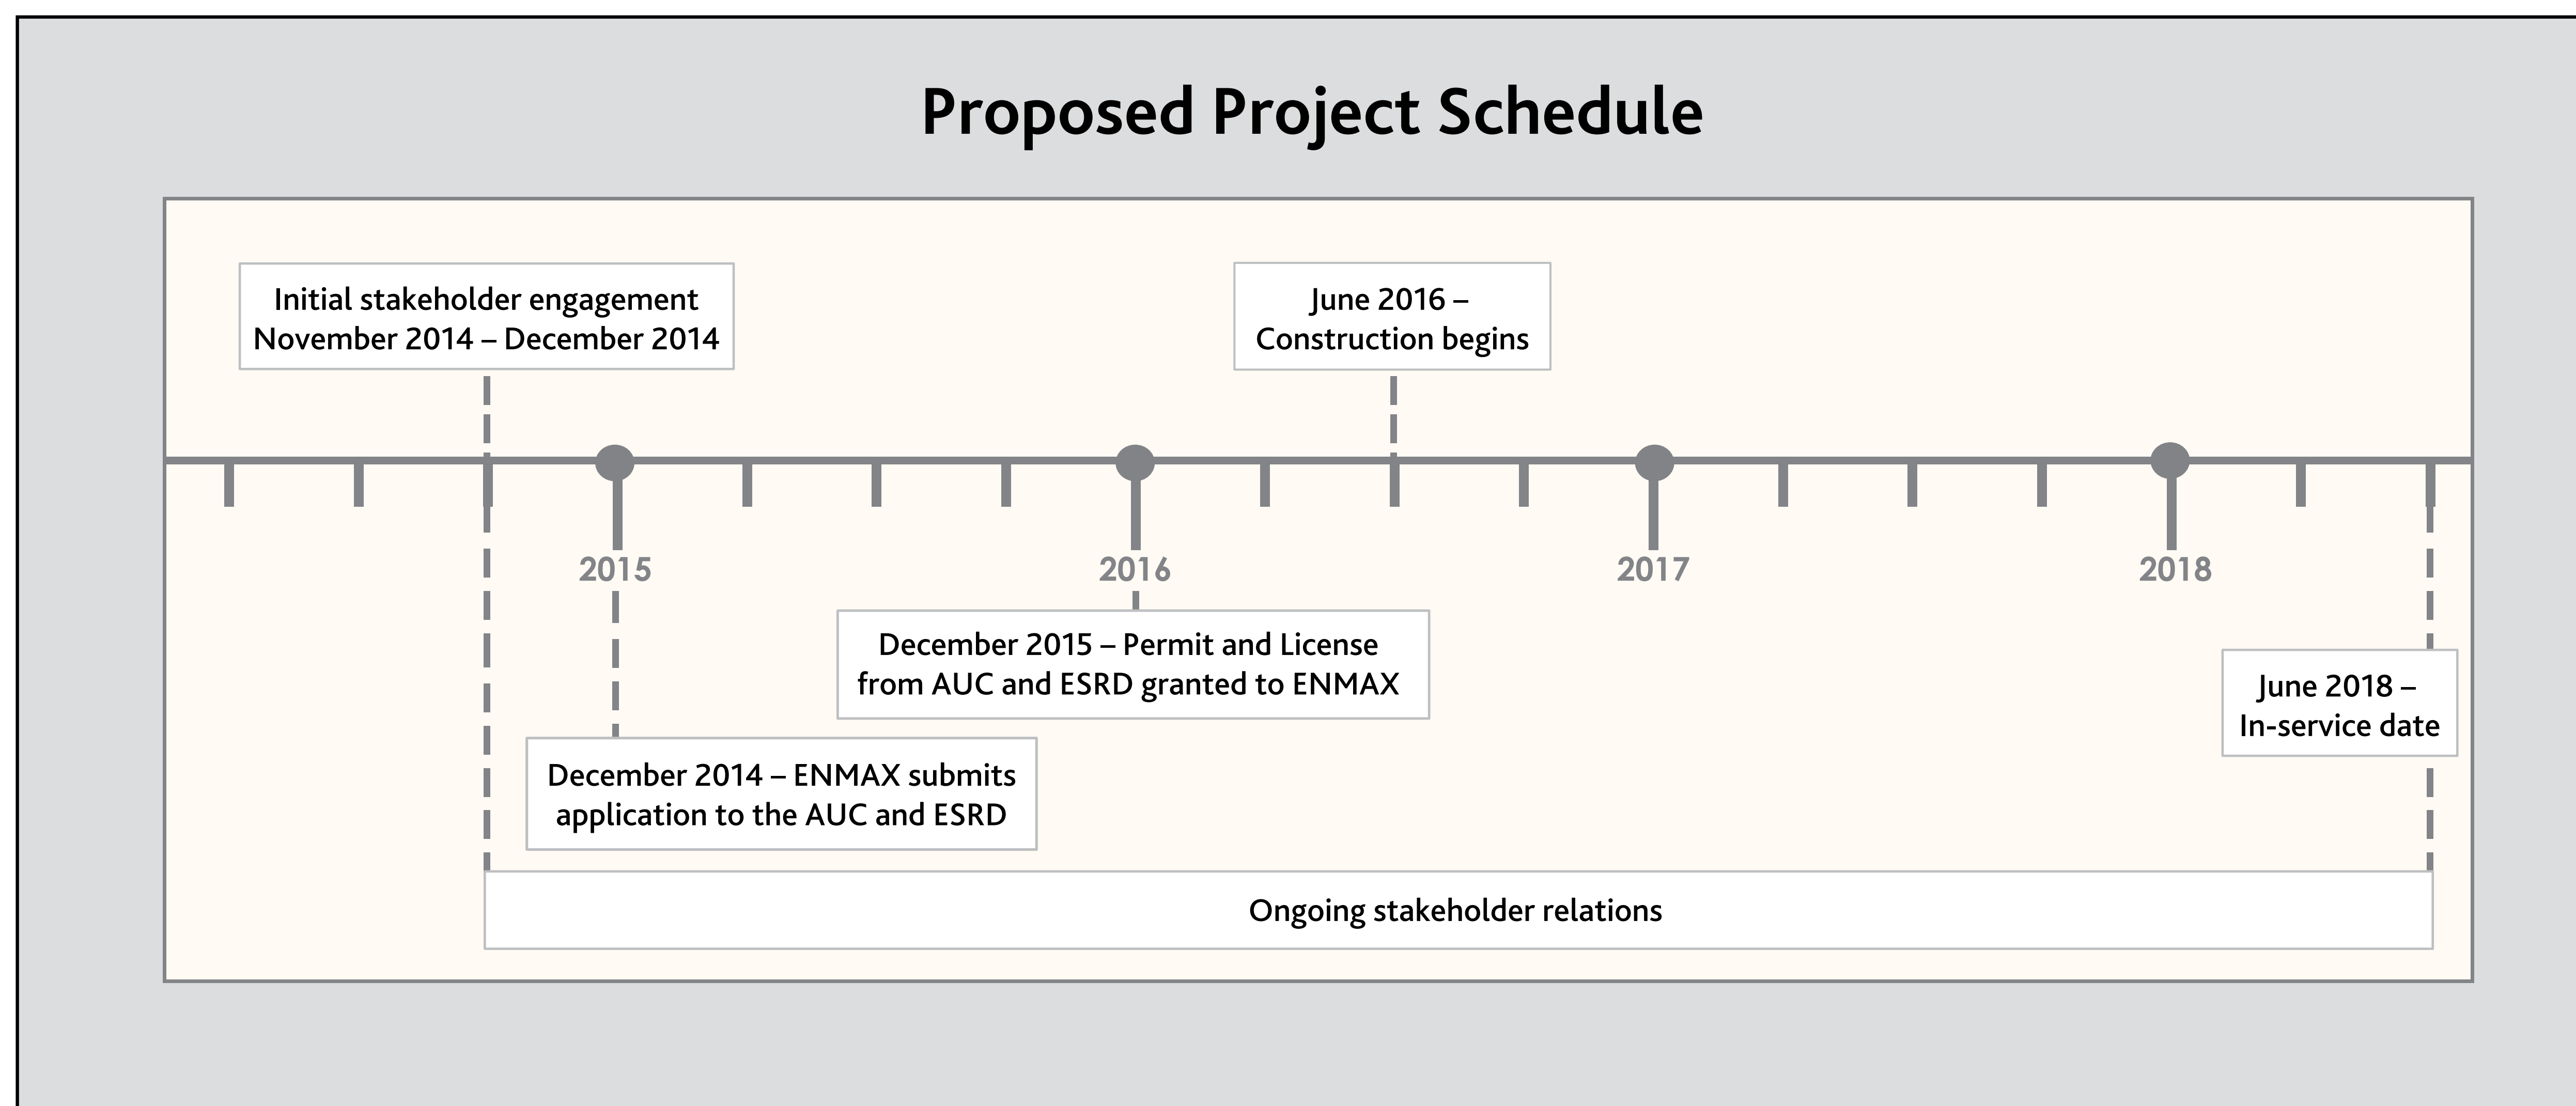 Proposed Project Schedule
Initial stakeholder engagement
November 2014 – December 2014
June 2016 –
Construction begins
2015
2016
2017
2018
December 2015 – Permit and License
from AUC and ESRD granted to ENMAX
June 2018 –
In-service date
December 2014 – ENMAX submits
application to the AUC and ESRD
Ongoing stakeholder relations